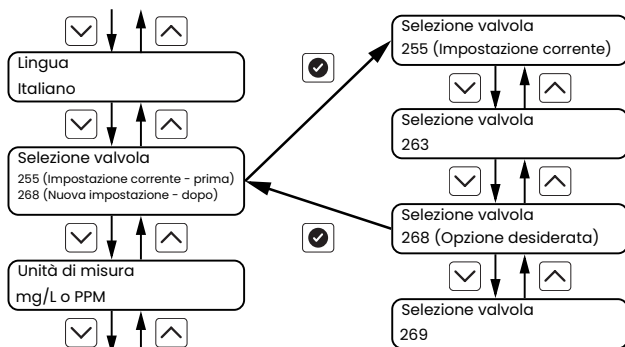 Lingua
Italiano
Selezione valvola
255 (Impostazione corrente - prima)
268 (Nuova impostazione - dopo)
Unità di misura
mg/L o PPM
Selezione valvola
255 (Impostazione corrente)
Selezione valvola
263
Selezione valvola
268 (Opzione desiderata)
Selezione valvola
269